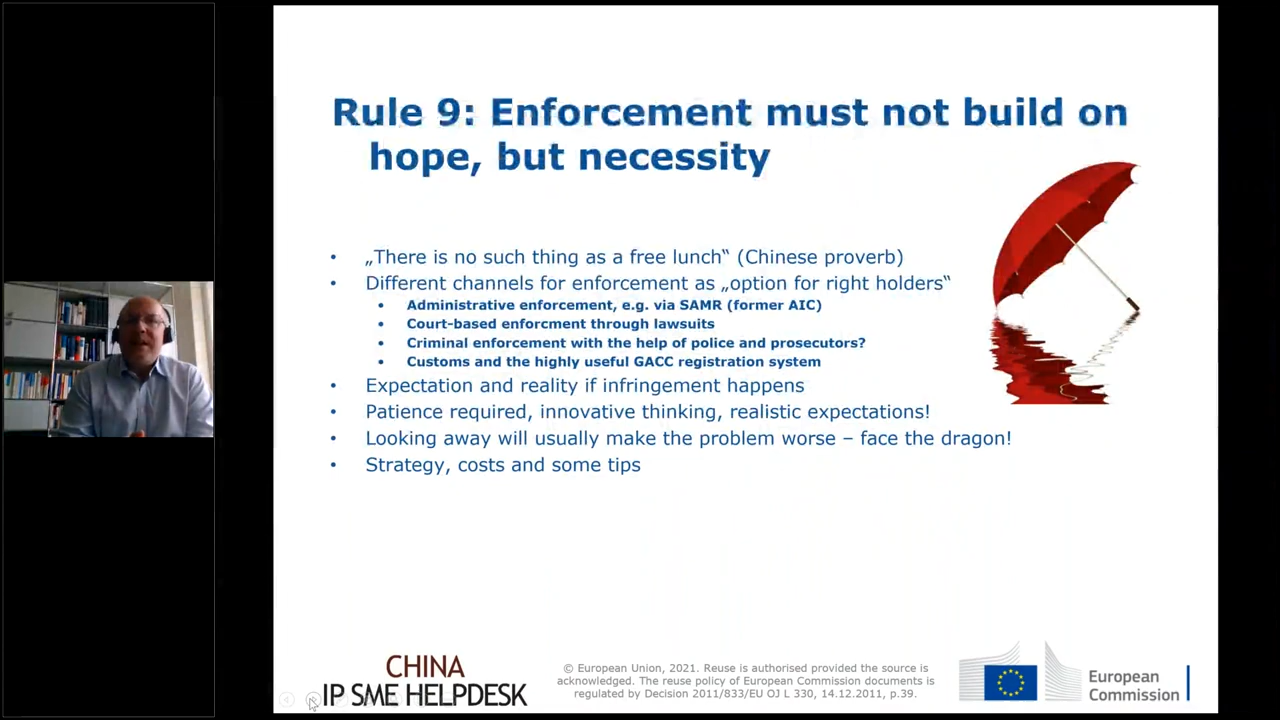 Rule 9: Enforcement must not build on
hope, but necessity
• „There is no such thing as a free lunch“ (Chinese proverb)
• Different channels for enforcement as „option for right holders“
• Administrative enforcement, e.g. via SAMR (former AIC)
• Court-based enforcment through lawsuits
• Criminal enforcement with the help of police and prosecutors?
• Customs and the highly useful GACC registration system
• Expectation and reality if infringement happens
• Patience required, innovative thinking, realistic expectations!
• Looking away will usually make the problem worse – face the dragon!
• Strategy, costs and some tips
CHINA
IP SME HELPDESK
© European Union, 2021. Reuse is authorised provided the source is
acknowledged. The reuse policy of European Commission documents is
regulated by Decision 2011/833/EU OJ L 330, 14.12.2011, p.39.
European
Commission